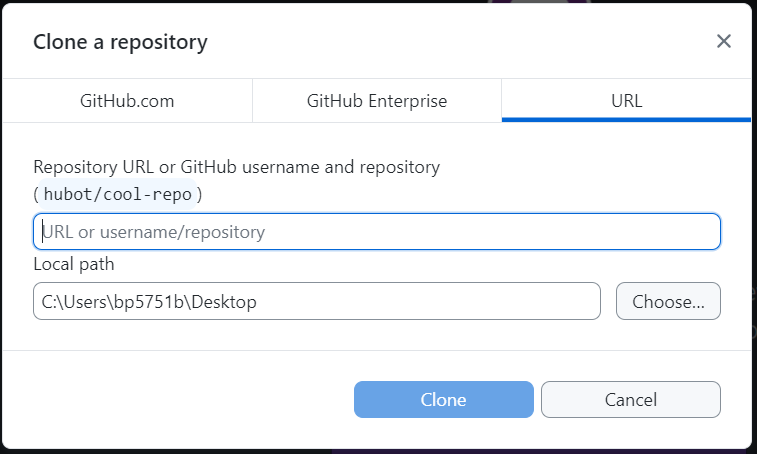 Clone a repository
GitHub.com
GitHub Enterprise
URL
Repository URL or GitHub username and repository
(hubot/cool-repo)
URL or username/repository
Local path
C:\Users\bp5751b\Desktop
Choose...
Clone
Cancel